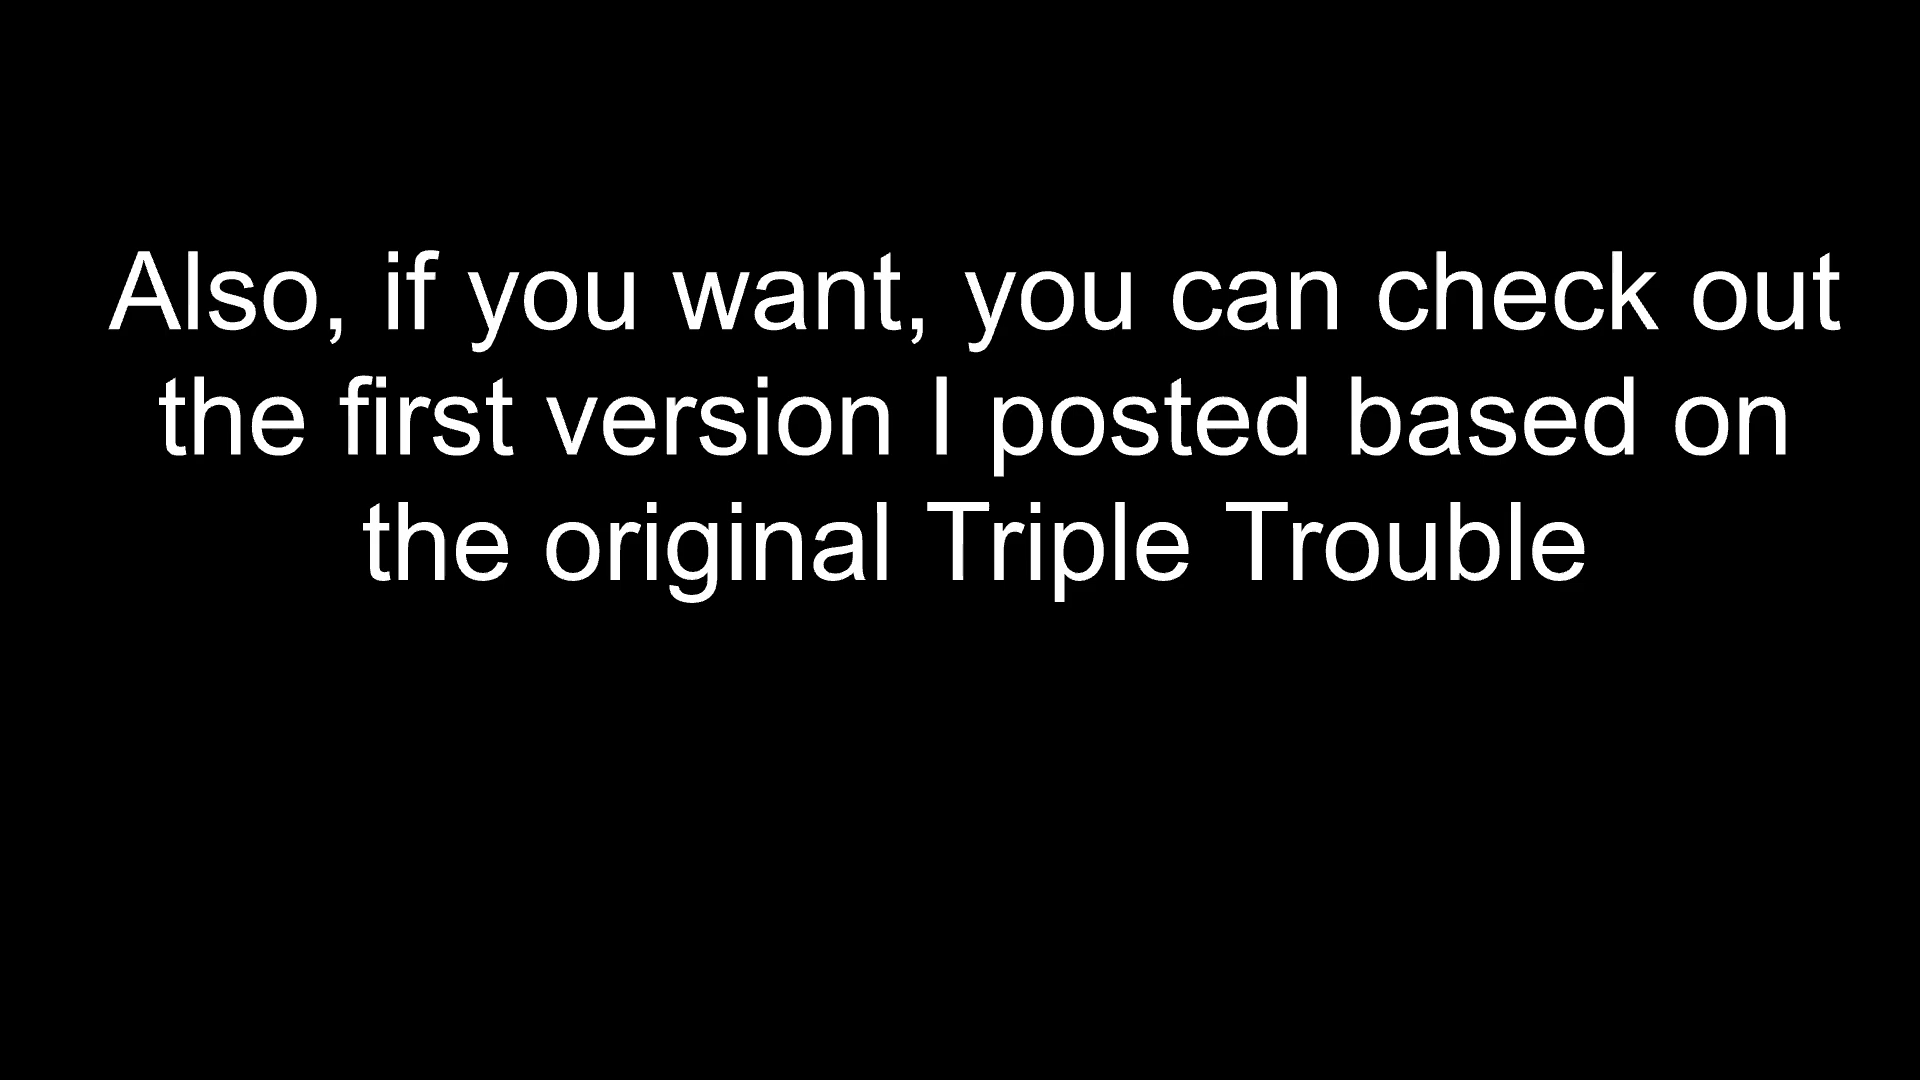 Also, if you want, you can check out
the first version I posted based on
the original Triple Trouble